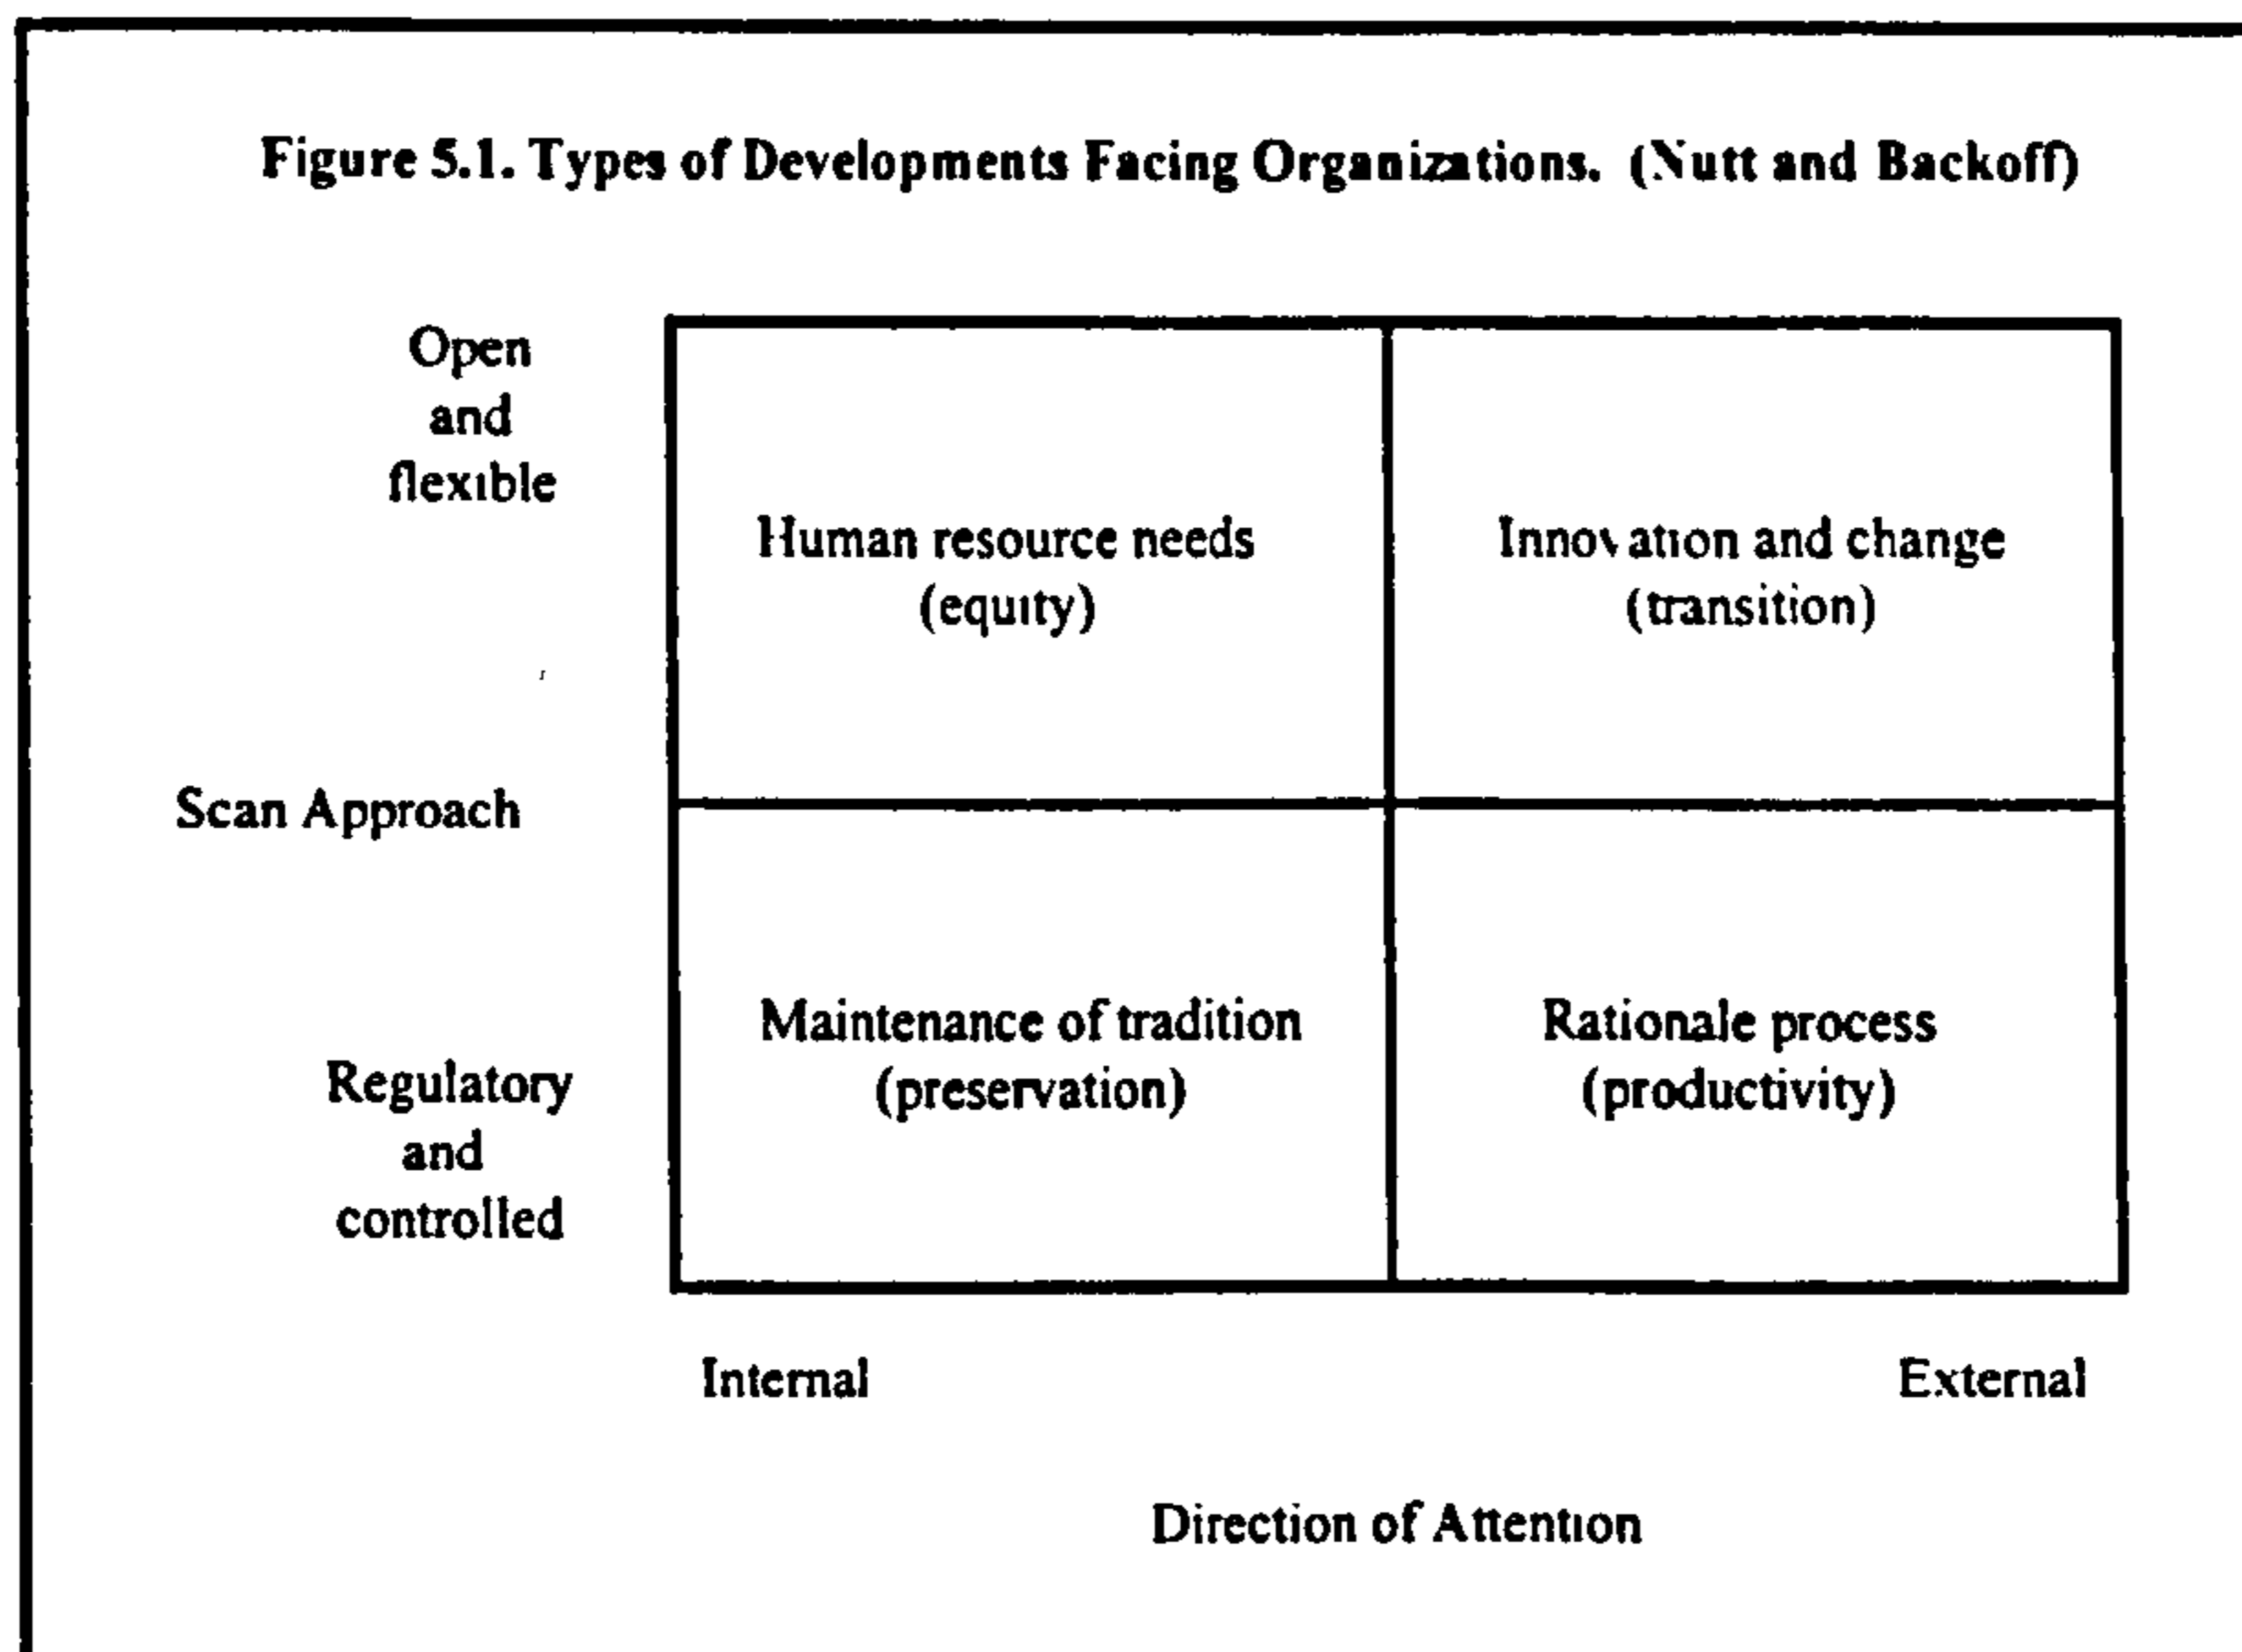 Figure 5.1. Types of Developments Facing Organizations. (Nutt and Backoff)
Open
and
flexible
Human resource needs
(equity)
Innovation and change
(transition)
Scan Approach
Maintenance of tradition
(preservation)
Rationale process
(productivity)
Regulatory
and
controlled
Internal
External
Direction of Attention